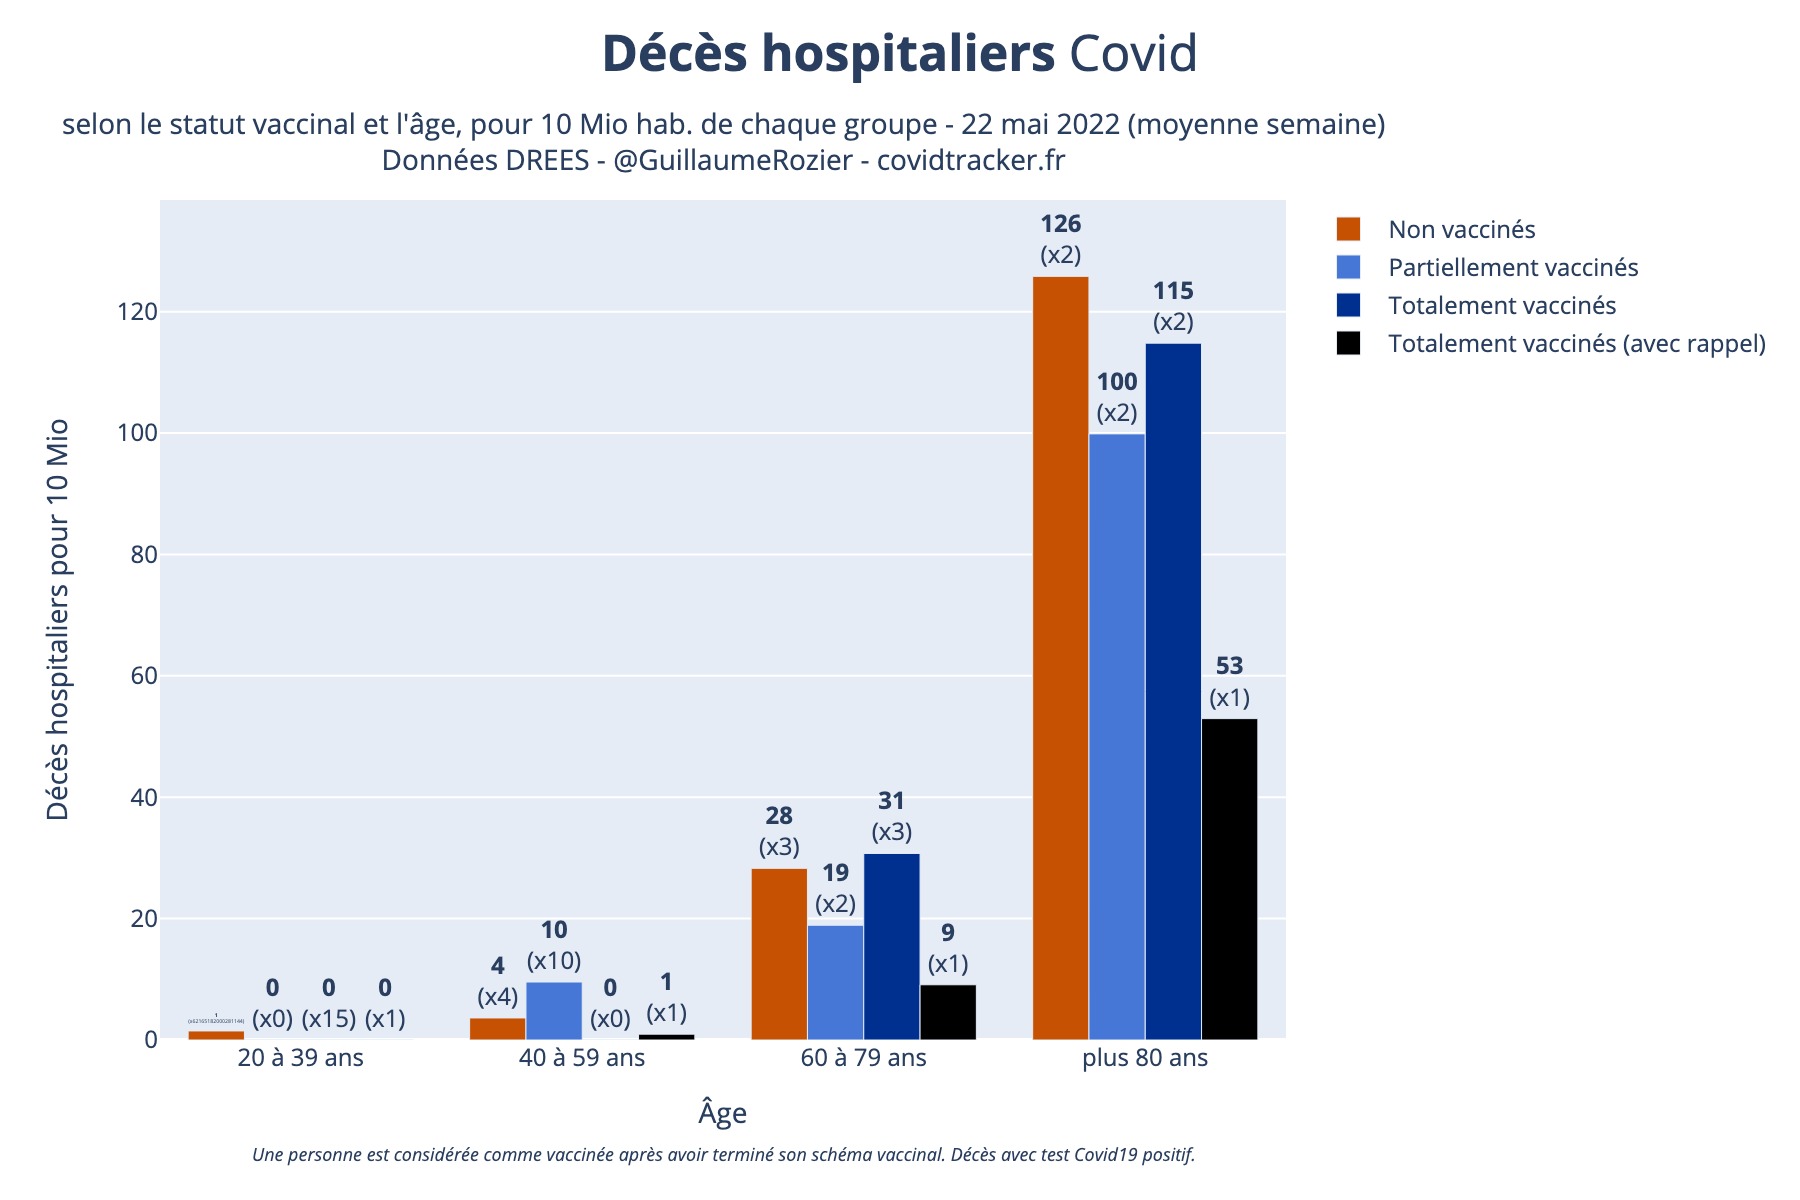 Décès hospitaliers Covid
selon le statut vaccinal et l'âge, pour 10 Mio hab. de chaque groupe - 22 mai 2022 (moyenne semaine)
Données DREES - @GuillaumeRozier - covidtracker.fr
Non vaccinés
Partiellement vaccinés
Totalement vaccinés
Totalement vaccinés (avec rappel)
Décès hospitaliers pour 10 Mio
120
100
80
60
40
20
0
1
0
(x0)
0
(x15)
0
(x1)
4
(x4)
10
(x10)
0
(x0)
1
(x1)
28
(x3)
19
(x2)
31
(x3)
9
(x1)
126
(x2)
100
(x2)
115
(x2)
53
(x1)
20 à 39 ans
40 à 59 ans
60 à 79 ans
plus 80 ans
Âge
Une personne est considérée comme vaccinée après avoir terminé son schéma vaccinal. Décès avec test Covid19 positif.